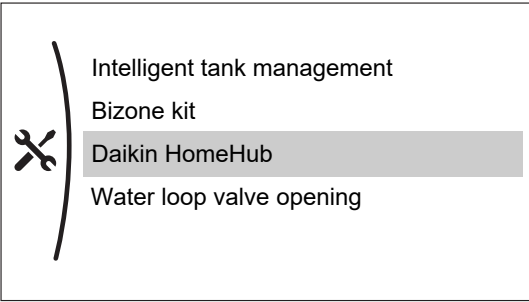 Intelligent tank management
Bizone kit
Daikin HomeHub
Water loop valve opening